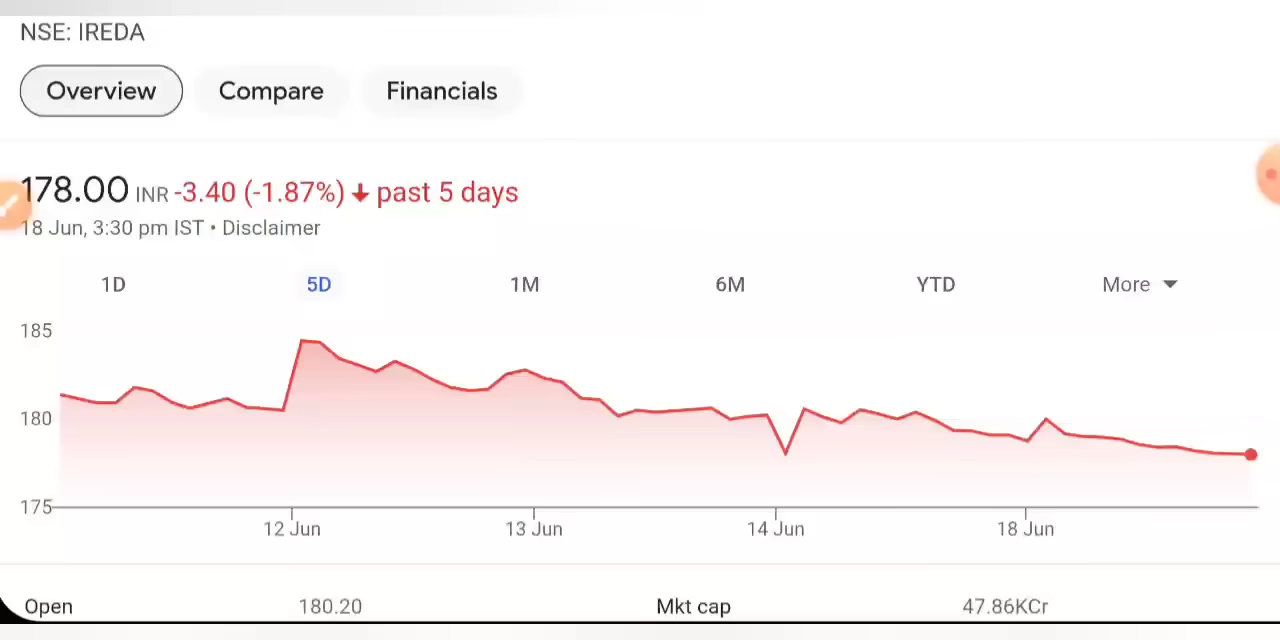 NSE: IREDA
Overview Compare Financials
178.00 INR -3.40 (-1.87%) ↓ past 5 days
18 Jun, 3:30 pm IST • Disclaimer
1D 5D 1M 6M YTD More
185
180
175
12 Jun 13 Jun 14 Jun 18 Jun
Open 180.20 Mkt cap 47.86KCr